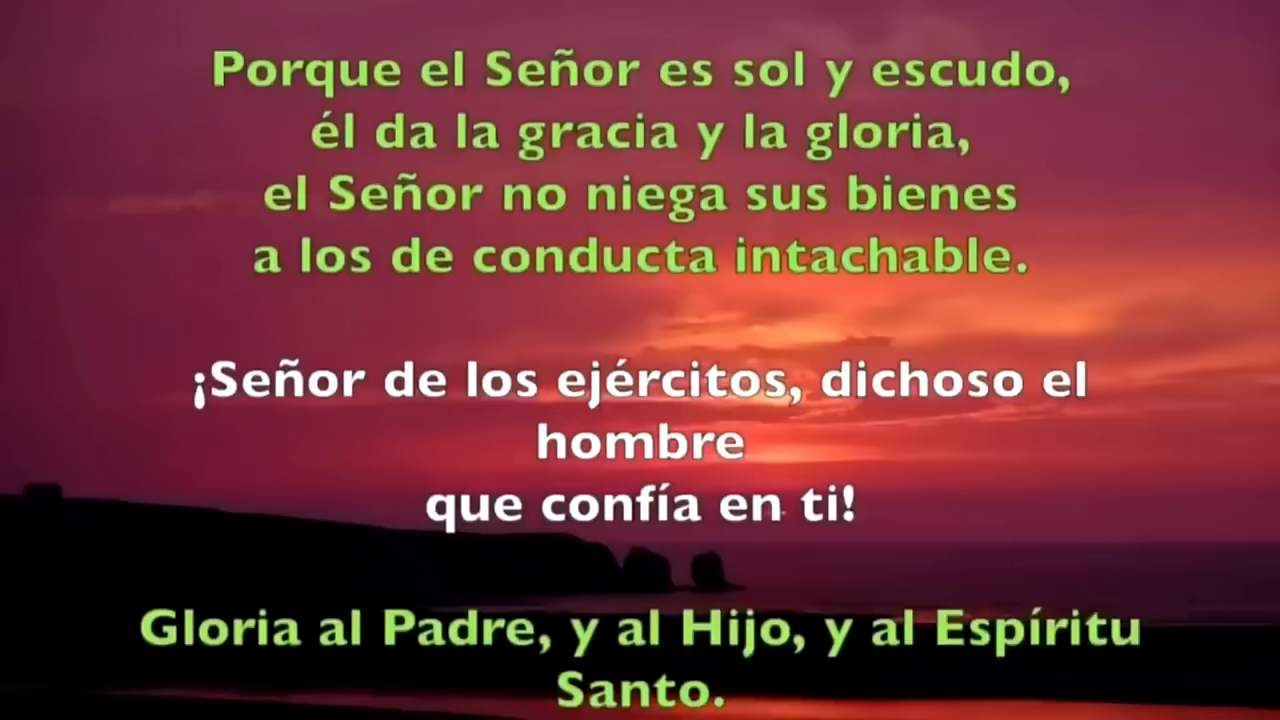 Porque el Señor es sol y escudo,
él da la gracia y la gloria,
el Señor no niega sus bienes
a los de conducta intachable.
¡Señor de los ejércitos, dichoso el
hombre
que confía en ti!
Gloria al Padre, y al Hijo, y al Espíritu
Santo.